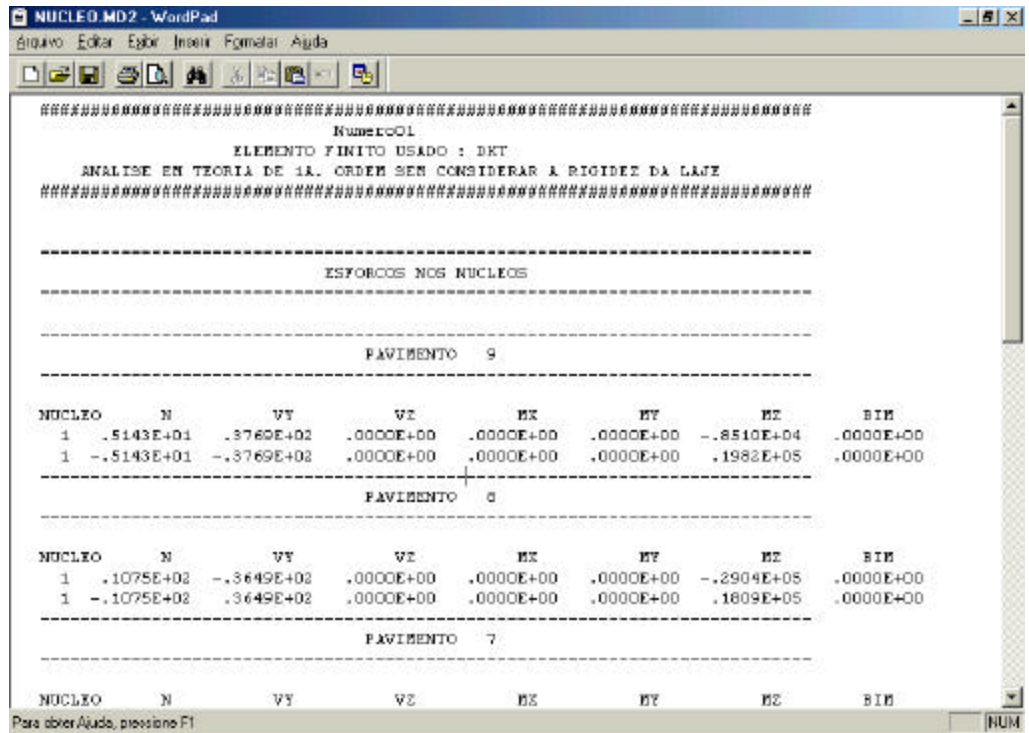 NUCLEO.MD2 - WordPad
Arquivo Editar Exibir Inserir Formatar Ajuda
################################################################################
Numero01
ELEMENTO FINITO USADO : DKT
ANALISE EM TEORIA DE 1A. ORDEM SEM CONSIDERAR A RIGIDEZ DA LAJE
################################################################################
--------------------------------------------------------------------------------
ESFORCOS NOS NUCLEOS
--------------------------------------------------------------------------------
--------------------------------------------------------------------------------
PAVIMENTO 9
--------------------------------------------------------------------------------
NUCLEO N VY VZ MX MY MZ BIM
1 .5143E+01 .3769E+02 .0000E+00 .0000E+00 .0000E+00 -.8510E+04 .0000E+00
1 -.5143E+01 -.3769E+02 .0000E+00 .0000E+00 .0000E+00 .1982E+05 .0000E+00
--------------------------------------------------------------------------------
PAVIMENTO 8
--------------------------------------------------------------------------------
NUCLEO N VY VZ MX MY MZ BIM
1 .1075E+02 -.3649E+02 .0000E+00 .0000E+00 .0000E+00 -.2904E+05 .0000E+00
1 -.1075E+02 .3649E+02 .0000E+00 .0000E+00 .0000E+00 .1809E+05 .0000E+00
--------------------------------------------------------------------------------
PAVIMENTO 7
--------------------------------------------------------------------------------
NUCLEO N VY VZ MX MY MZ BIM
Para obter Ajuda, pressione F1 NUM